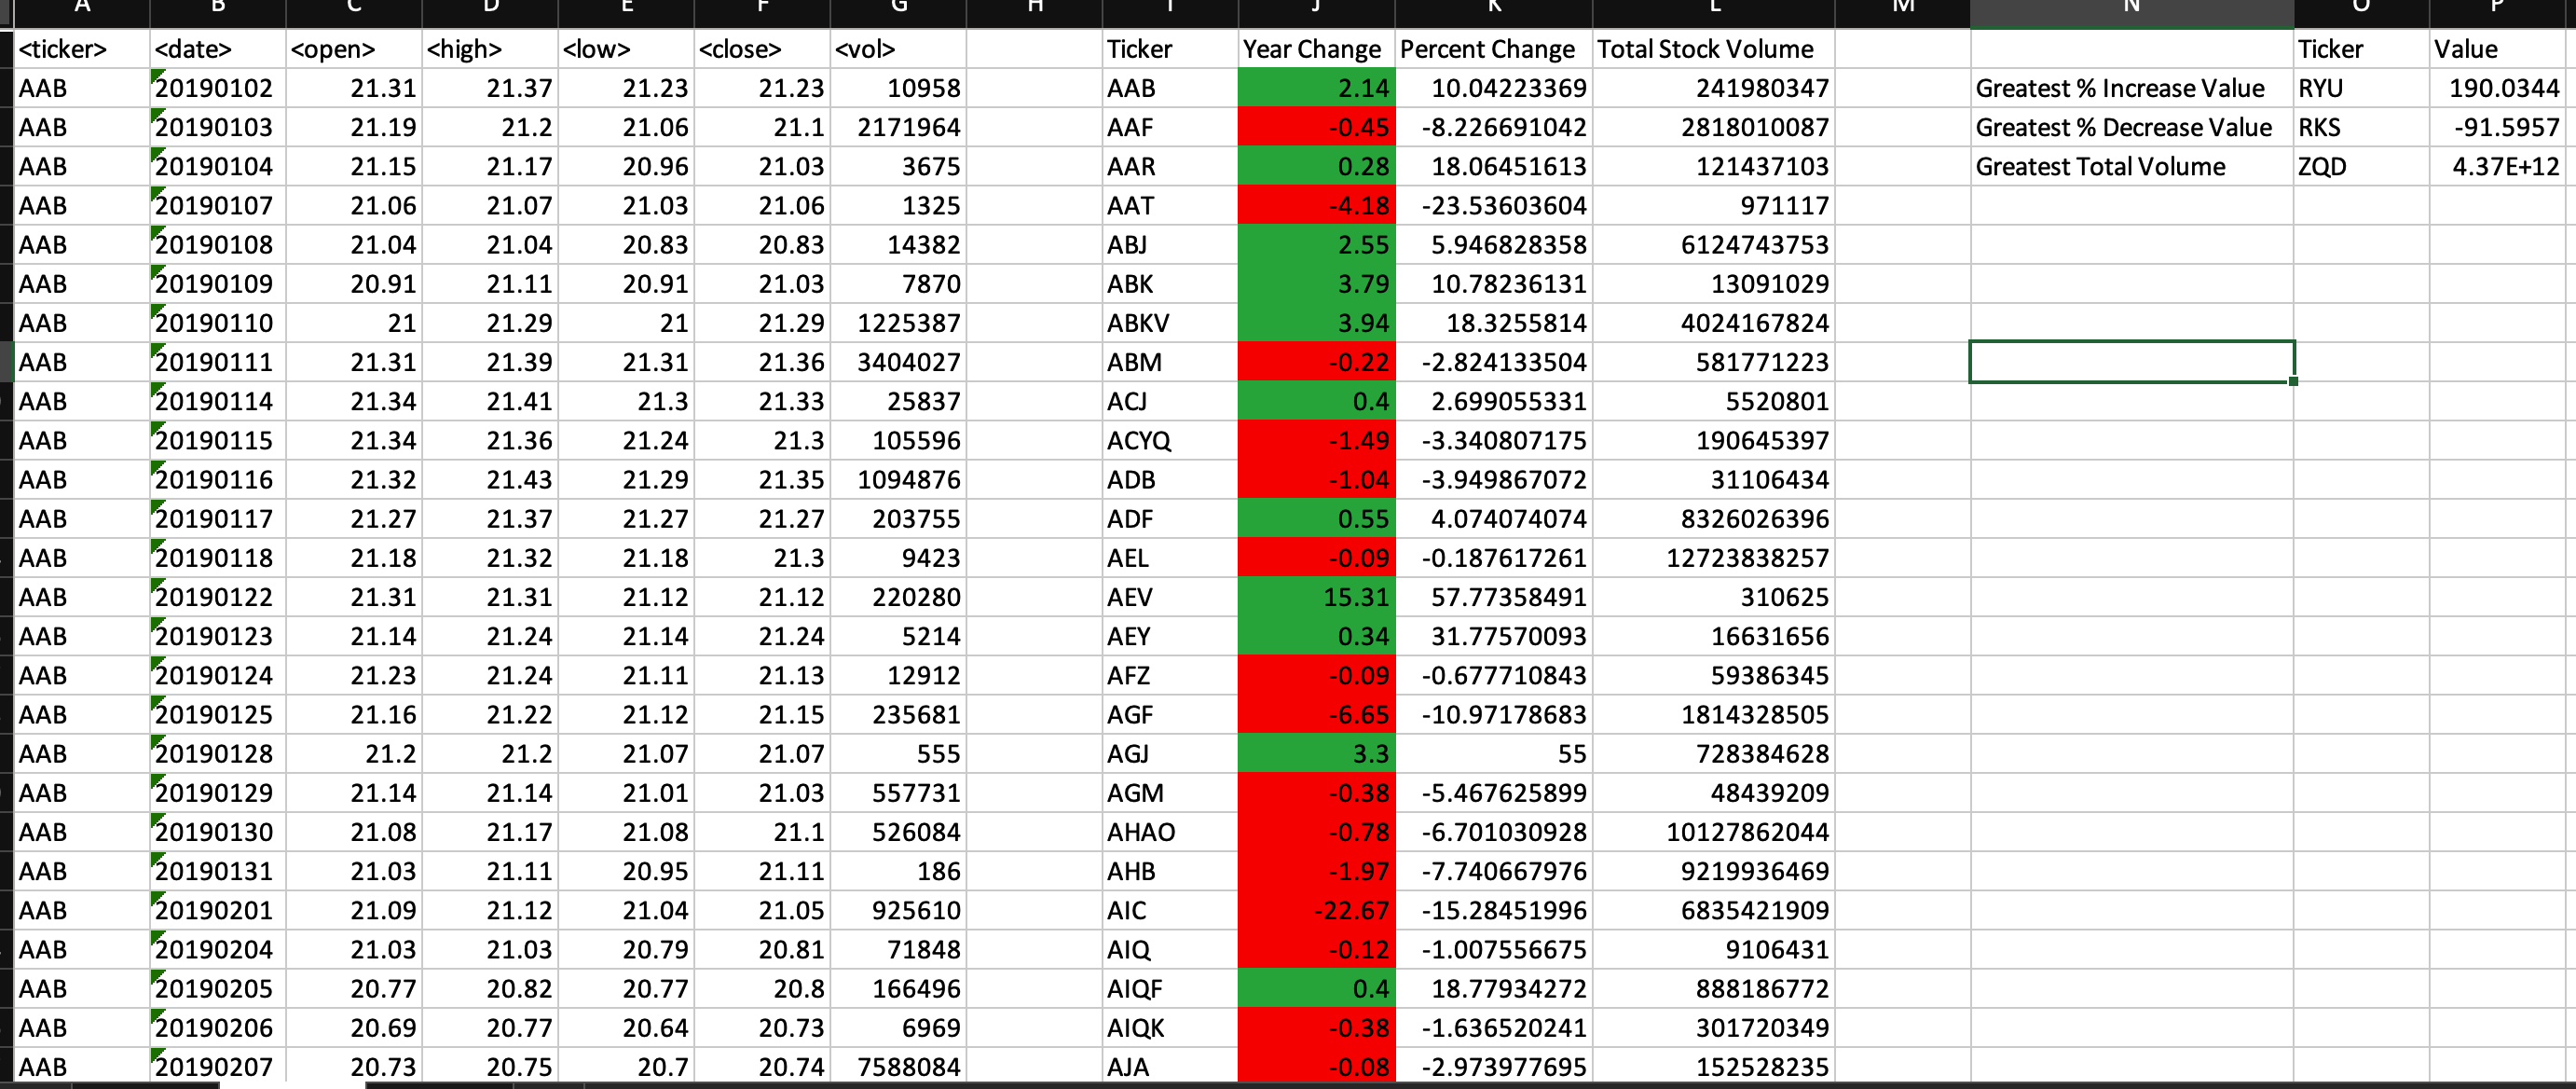 A B C D E F G H I J K L M N O P
<ticker> <date> <open> <high> <low> <close> <vol> Ticker Year Change Percent Change Total Stock Volume Ticker Value
AAB 20190102 21.31 21.37 21.23 21.23 10958 AAB 2.14 10.04223369 241980347 Greatest % Increase Value RYU 190.0344
AAB 20190103 21.19 21.2 21.06 21.1 2171964 AAF -0.45 -8.226691042 2818010087 Greatest % Decrease Value RKS -91.5957
AAB 20190104 21.15 21.17 20.96 21.03 3675 AAR 0.28 18.06451613 121437103 Greatest Total Volume ZQD 4.37E+12
AAB 20190107 21.06 21.07 21.03 21.06 1325 AAT -4.18 -23.53603604 971117
AAB 20190108 21.04 21.04 20.83 20.83 14382 ABJ 2.55 5.946828358 6124743753
AAB 20190109 20.91 21.11 20.91 21.03 7870 ABK 3.79 10.78236131 13091029
AAB 20190110 21 21.29 21 21.29 1225387 ABKV 3.94 18.3255814 4024167824
AAB 20190111 21.31 21.39 21.31 21.36 3404027 ABM -0.22 -2.824133504 581771223
AAB 20190114 21.34 21.41 21.3 21.33 25837 ACJ 0.4 2.699055331 5520801
AAB 20190115 21.34 21.36 21.24 21.3 105596 ACYQ -1.49 -3.340807175 190645397
AAB 20190116 21.32 21.43 21.29 21.35 1094876 ADB -1.04 -3.949867072 31106434
AAB 20190117 21.27 21.37 21.27 21.27 203755 ADF 0.55 4.074074074 8326026396
AAB 20190118 21.18 21.32 21.18 21.3 9423 AEL -0.09 -0.187617261 12723838257
AAB 20190122 21.31 21.31 21.12 21.12 220280 AEV 15.31 57.77358491 310625
AAB 20190123 21.14 21.24 21.14 21.24 5214 AEY 0.34 31.77570093 16631656
AAB 20190124 21.23 21.24 21.11 21.13 12912 AFZ -0.09 -0.677710843 59386345
AAB 20190125 21.16 21.22 21.12 21.15 235681 AGF -6.65 -10.97178683 1814328505
AAB 20190128 21.2 21.2 21.07 21.07 555 AGJ 3.3 55 728384628
AAB 20190129 21.14 21.14 21.01 21.03 557731 AGM -0.38 -5.467625899 48439209
AAB 20190130 21.08 21.17 21.08 21.1 526084 AHAO -0.78 -6.701030928 10127862044
AAB 20190131 21.03 21.11 20.95 21.11 186 AHB -1.97 -7.740667976 9219936469
AAB 20190201 21.09 21.12 21.04 21.05 925610 AIC -22.67 -15.28451996 6835421909
AAB 20190204 21.03 21.03 20.79 20.81 71848 AIQ -0.12 -1.007556675 9106431
AAB 20190205 20.77 20.82 20.77 20.8 166496 AIQF 0.4 18.77934272 888186772
AAB 20190206 20.69 20.77 20.64 20.73 6969 AIQK -0.38 -1.636520241 301720349
AAB 20190207 20.73 20.75 20.7 20.74 7588084 AJA -0.08 -2.973977695 152528235